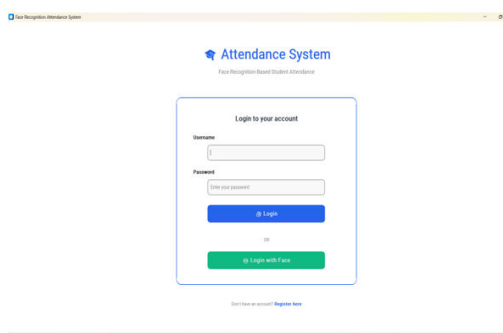 Face Recognition Attendance System
Attendance System
Face Recognition Based Student Attendance
Login to your account
Username
Password
Enter your password
Login
OR
Login with Face
Don't have an account? Register here